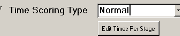 Time Scoring Type Normal
Edit Times Per Stage